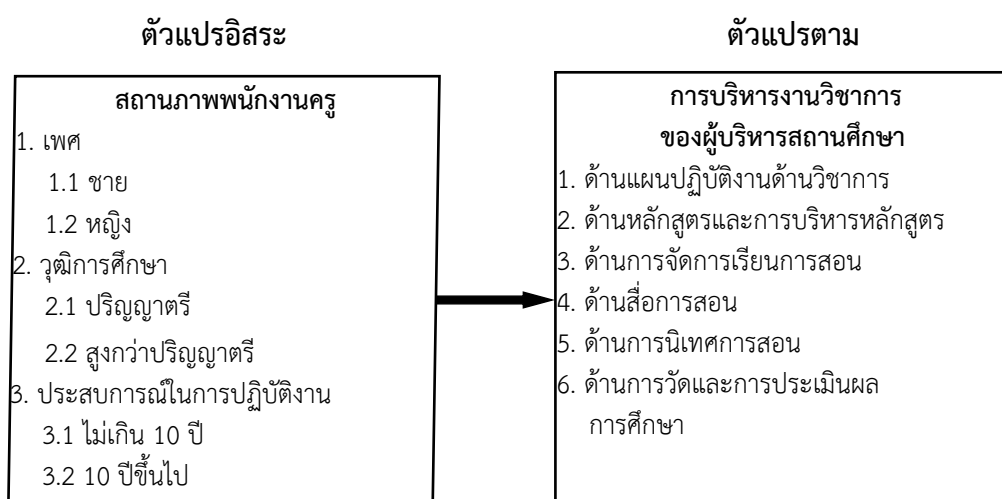 ตัวแปรอิสระ
ตัวแปรตาม
สถานภาพพนักงานครู
1. เพศ
1.1 ชาย
1.2 หญิง
2. วุฒิการศึกษา
2.1 ปริญญาตรี
2.2 สูงกว่าปริญญาตรี
3. ประสบการณ์ในการปฏิบัติงาน
3.1 ไม่เกิน 10 ปี
3.2 10 ปีขึ้นไป
การบริหารงานวิชาการ
ของผู้บริหารสถานศึกษา
1. ด้านแผนปฏิบัติงานด้านวิชาการ
2. ด้านหลักสูตรและการบริหารหลักสูตร
3. ด้านการจัดการเรียนการสอน
4. ด้านสื่อการสอน
5. ด้านการนิเทศการสอน
6. ด้านการวัดและการประเมินผล
การศึกษา